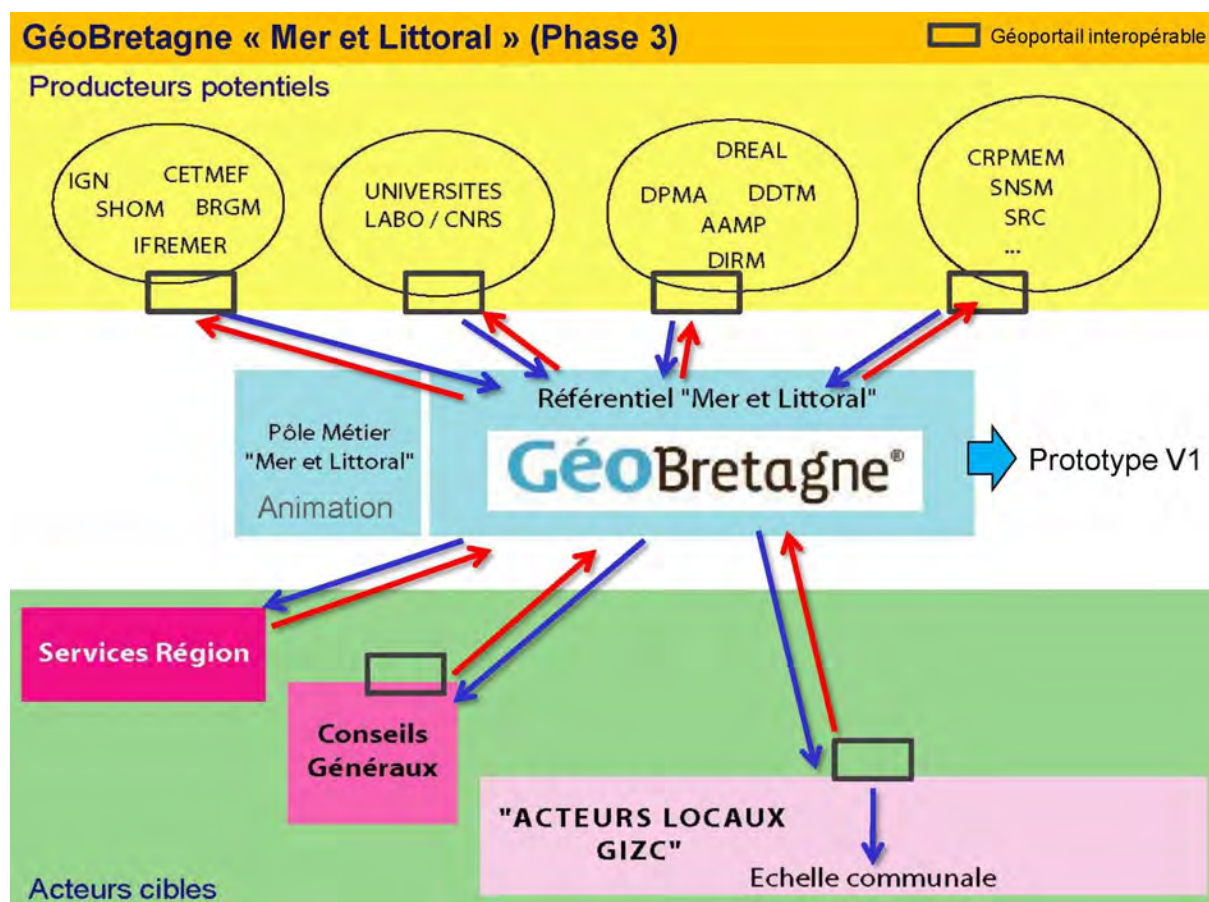 GéoBretagne « Mer et Littoral » (Phase 3)
Géoportail interopérable
Producteurs potentiels
IGN CETMEF
SHOM BRGM
IFREMER
UNIVERSITES
LABO / CNRS
DREAL
DPMA DDTM
AAMP
DIRM
CRPMEM
SNSM
SRC
...
Pôle Métier
"Mer et Littoral"
Animation
Référentiel "Mer et Littoral"
GéoBretagne®
Prototype V1
Services Région
Conseils
Généraux
"ACTEURS LOCAUX
GIZC"
Echelle communale
Acteurs cibles